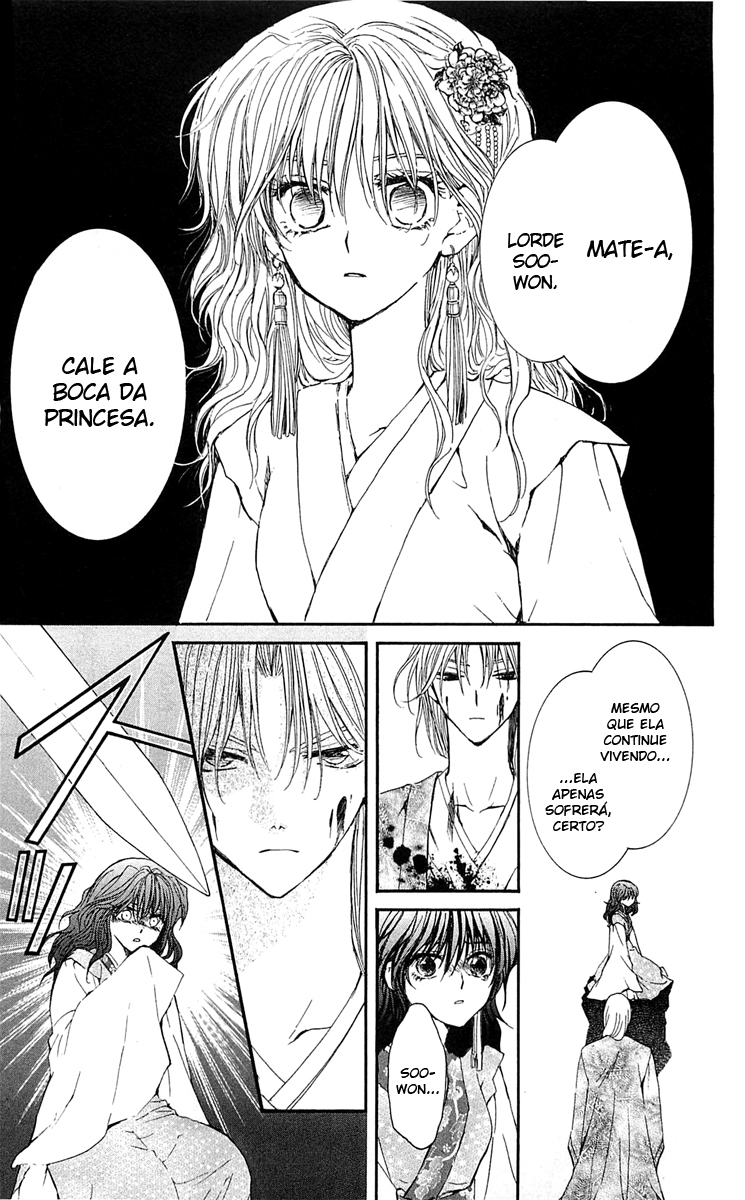 MATE-A,
LORDE
SOO-
WON.
CALE A
BOCA DA
PRINCESA.
MESMO
QUE ELA
CONTINUE
VIVENDO...
...ELA
APENAS
SOFRERÁ,
CERTO?
SOO-
WON...